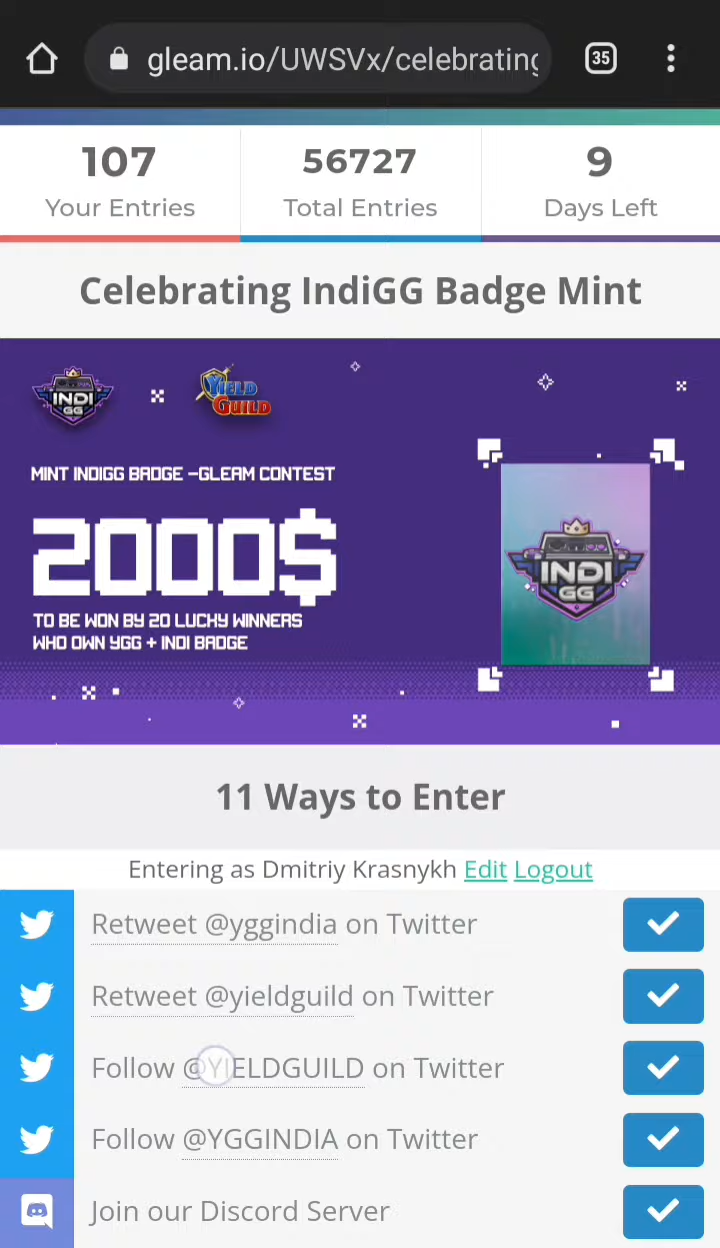 gleam.io/UWSVx/celebrating
35
107
56727
9
Your Entries
Total Entries
Days Left
Celebrating IndiGG Badge Mint
INDI
GG
YIELD
GUILD
MINT INDIGG BADGE -GLEAM CONTEST
2000$
TO BE WON BY 20 LUCKY WINNERS
WHO OWN YGG + INDI BADGE
INDI
GG
11 Ways to Enter
Entering as Dmitriy Krasnykh Edit Logout
Retweet @yggindia on Twitter
Retweet @yieldguild on Twitter
Follow @YIELDGUILD on Twitter
Follow @YGGINDIA on Twitter
Join our Discord Server